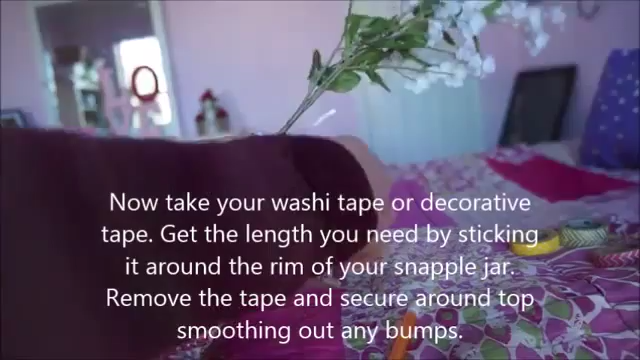 Now take your washi tape or decorative
tape. Get the length you need by sticking
it around the rim of your snapple jar.
Remove the tape and secure around top
smoothing out any bumps.